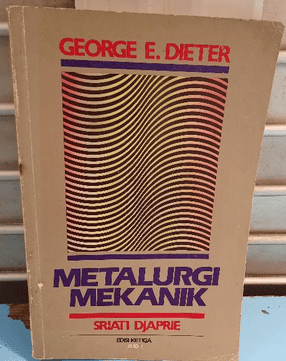 GEORGE E. DIETER
METALURGI
MEKANIK
SRIATI DJAPRIE
EDISI KETIGA